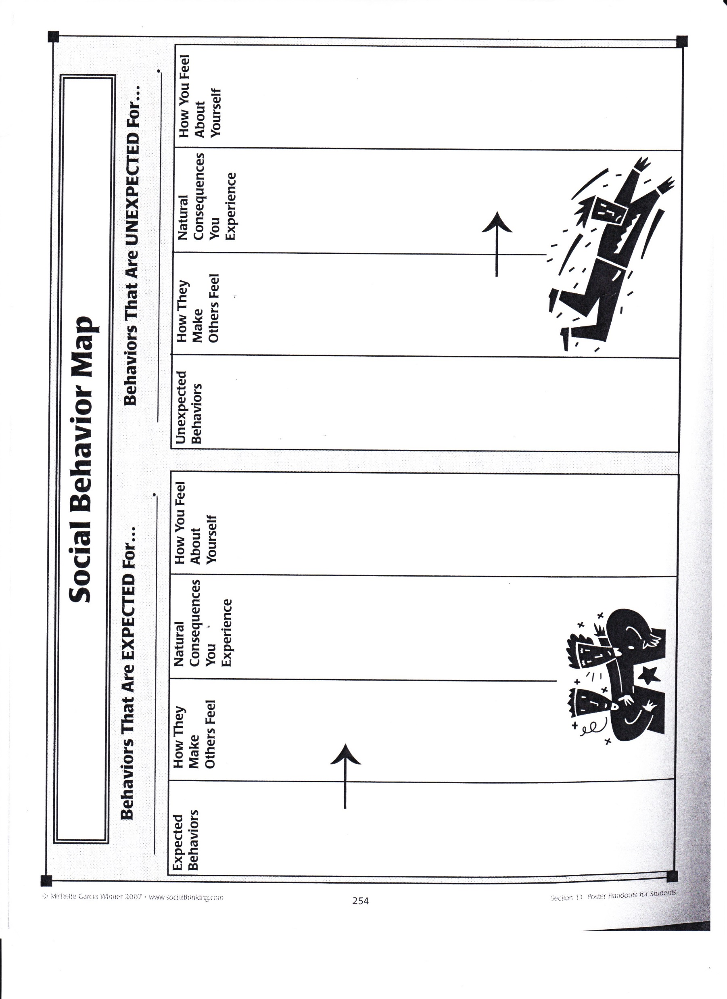 Social Behavior Map
Behaviors That Are EXPECTED For...
Expected
Behaviors
How They
Make
Others Feel
Natural
Consequences
You
Experience
How You Feel
About
Yourself
Behaviors That Are UNEXPECTED For...
Unexpected
Behaviors
How They
Make
Others Feel
Natural
Consequences
You
Experience
How You Feel
About
Yourself
© Michelle Garcia Winner 2007 • www.socialthinking.com
254
Section 11 Poster Handouts for Students